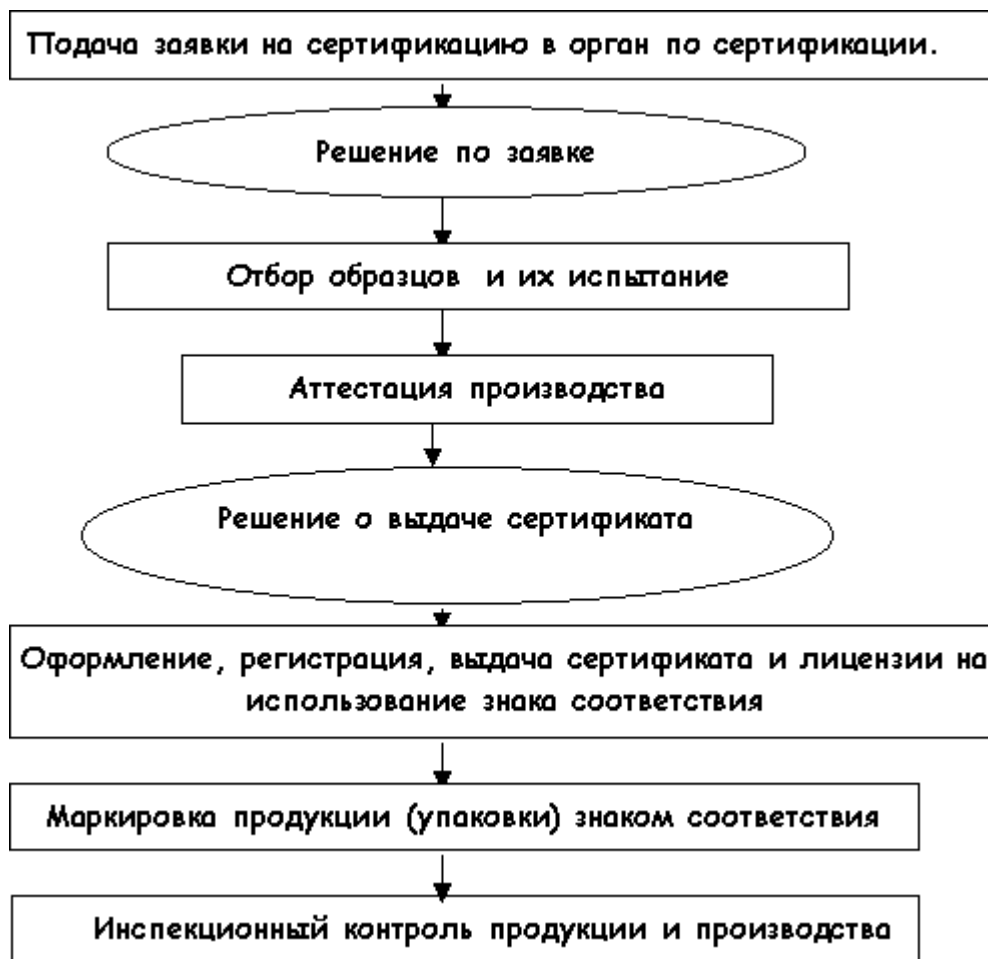 Подача заявки на сертификацию в орган по сертификации.
Решение по заявке
Отбор образцов и их испытание
Аттестация производства
Решение о выдаче сертификата
Оформление, регистрация, выдача сертификата и лицензии на
использование знака соответствия
Маркировка продукции (упаковки) знаком соответствия
Инспекционный контроль продукции и производства